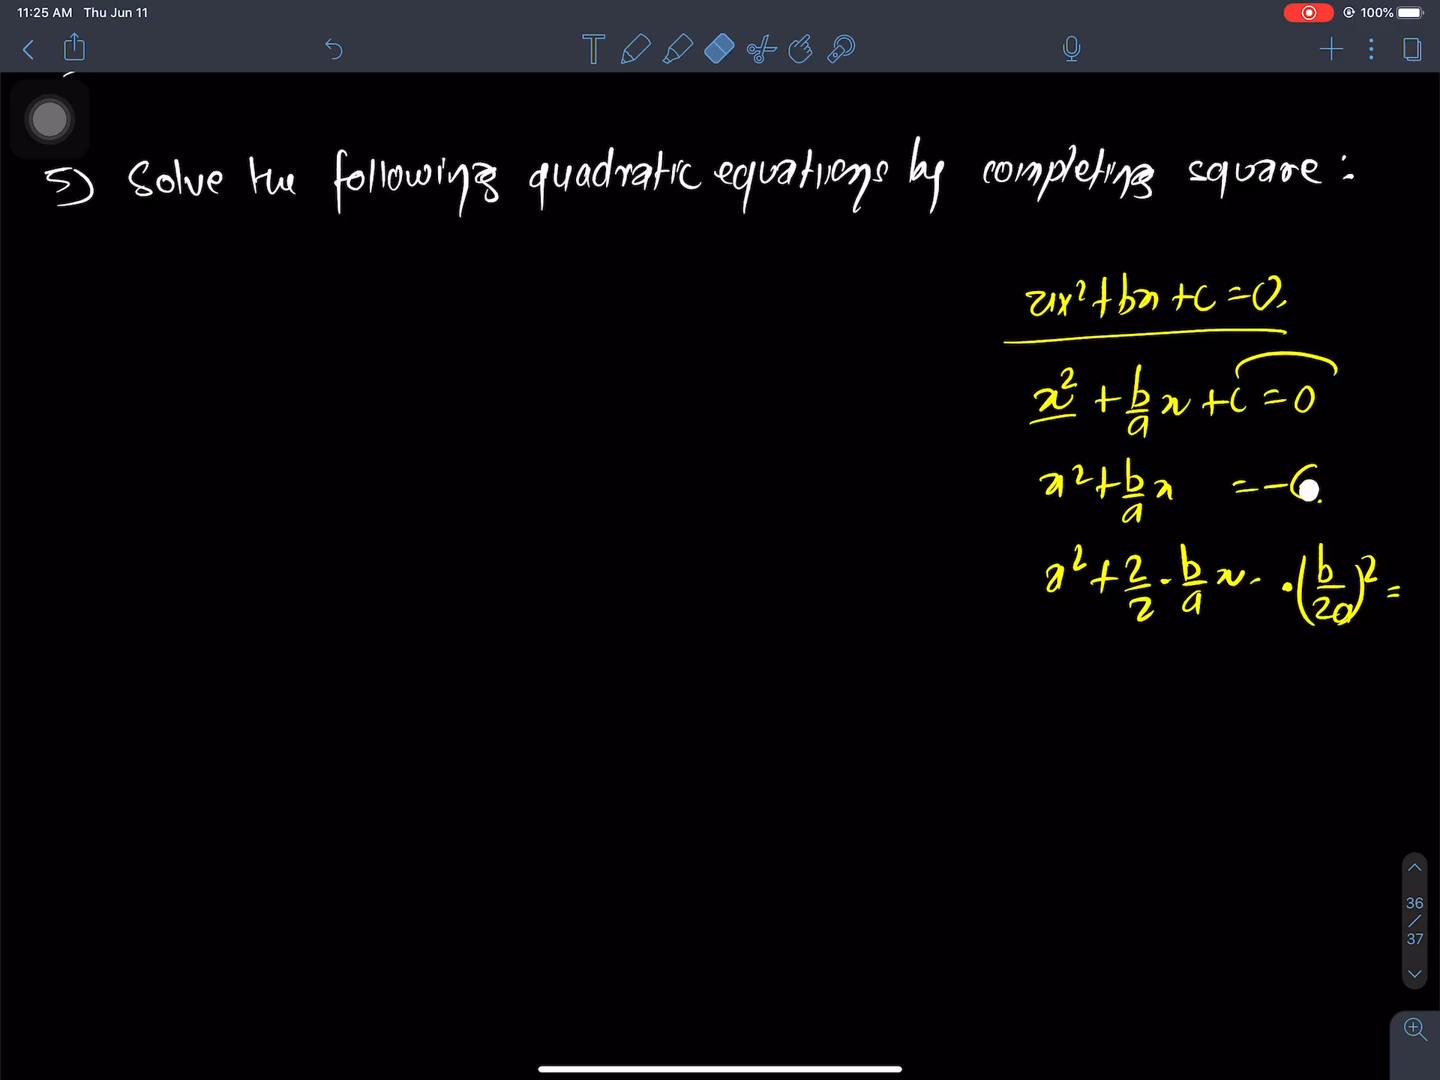 11:25 AM Thu Jun 11
100%
5) Solve the following quadratic equations by completing square :
ax² + bx + c = 0.
x² + b/a x + c = 0
x² + b/a x = -c
x² + 2/2 · b/a x · (b/2a)² =
36
/
37